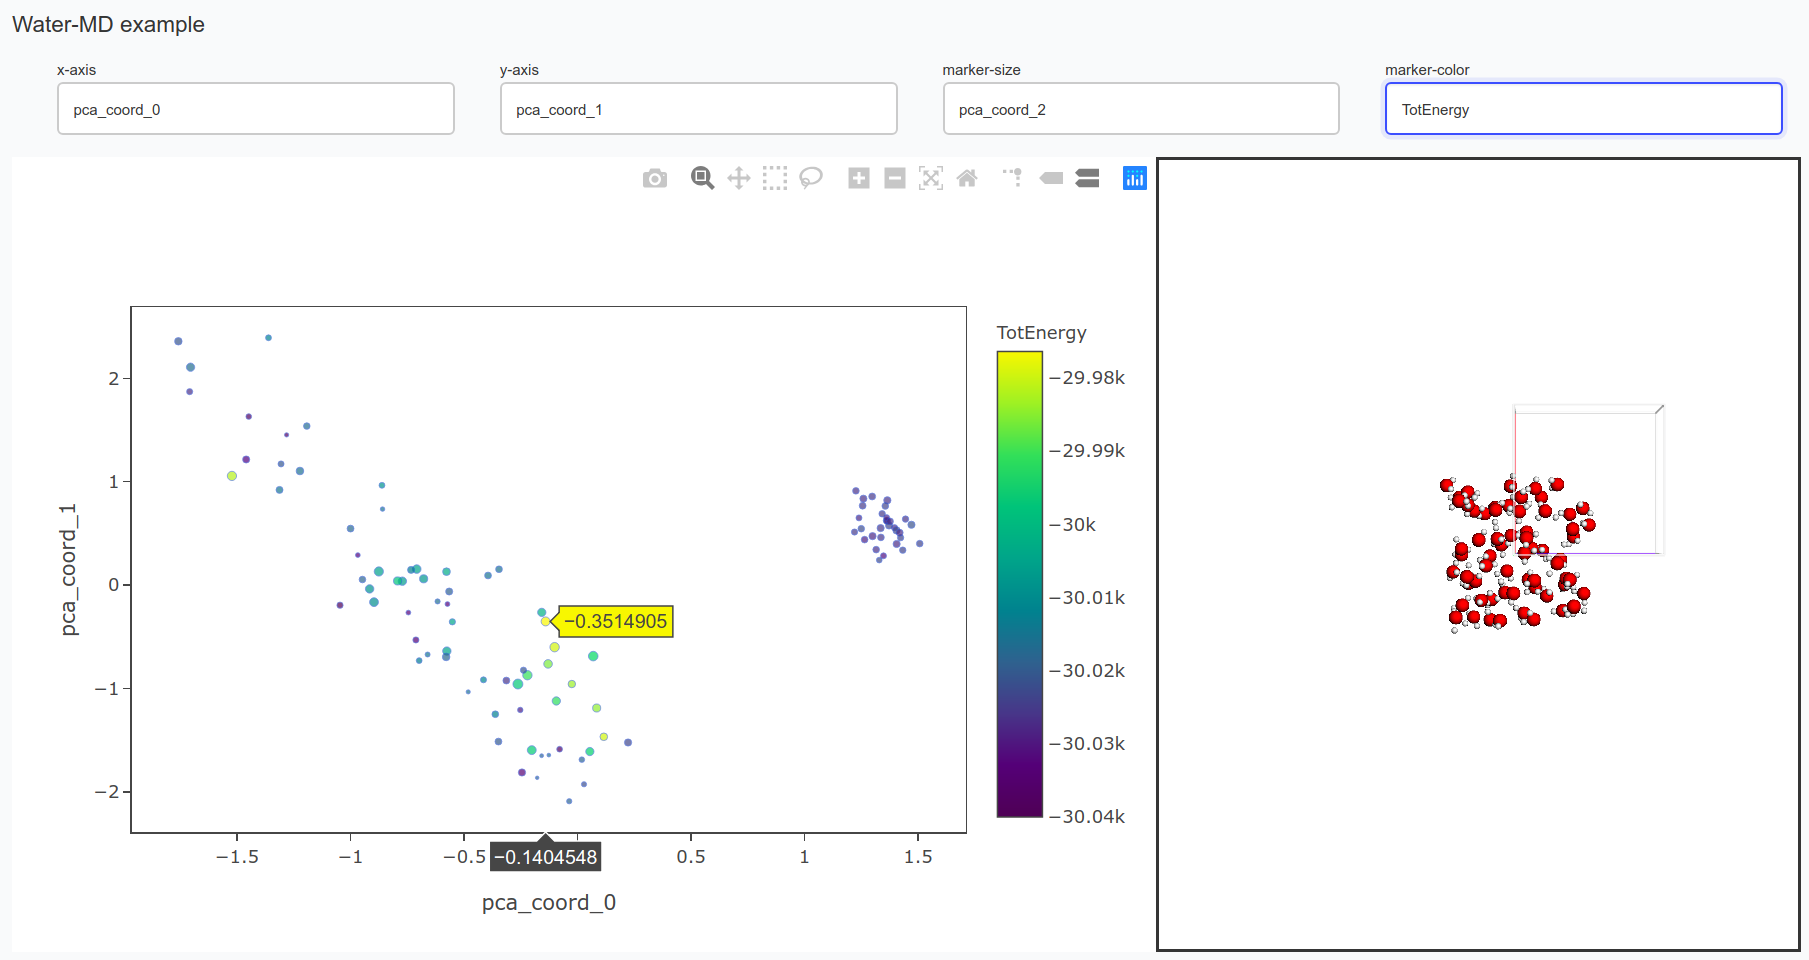 Water-MD example
x-axis
y-axis
marker-size
marker-color
pca_coord_0
pca_coord_1
pca_coord_2
TotEnergy
TotEnergy
−29.98k
−29.99k
−30k
−30.01k
−30.02k
−30.03k
−30.04k
2
1
0
−1
−2
pca_coord_1
−0.3514905
−1.5
−1
−0.5
−0.1404548
0.5
1
1.5
pca_coord_0